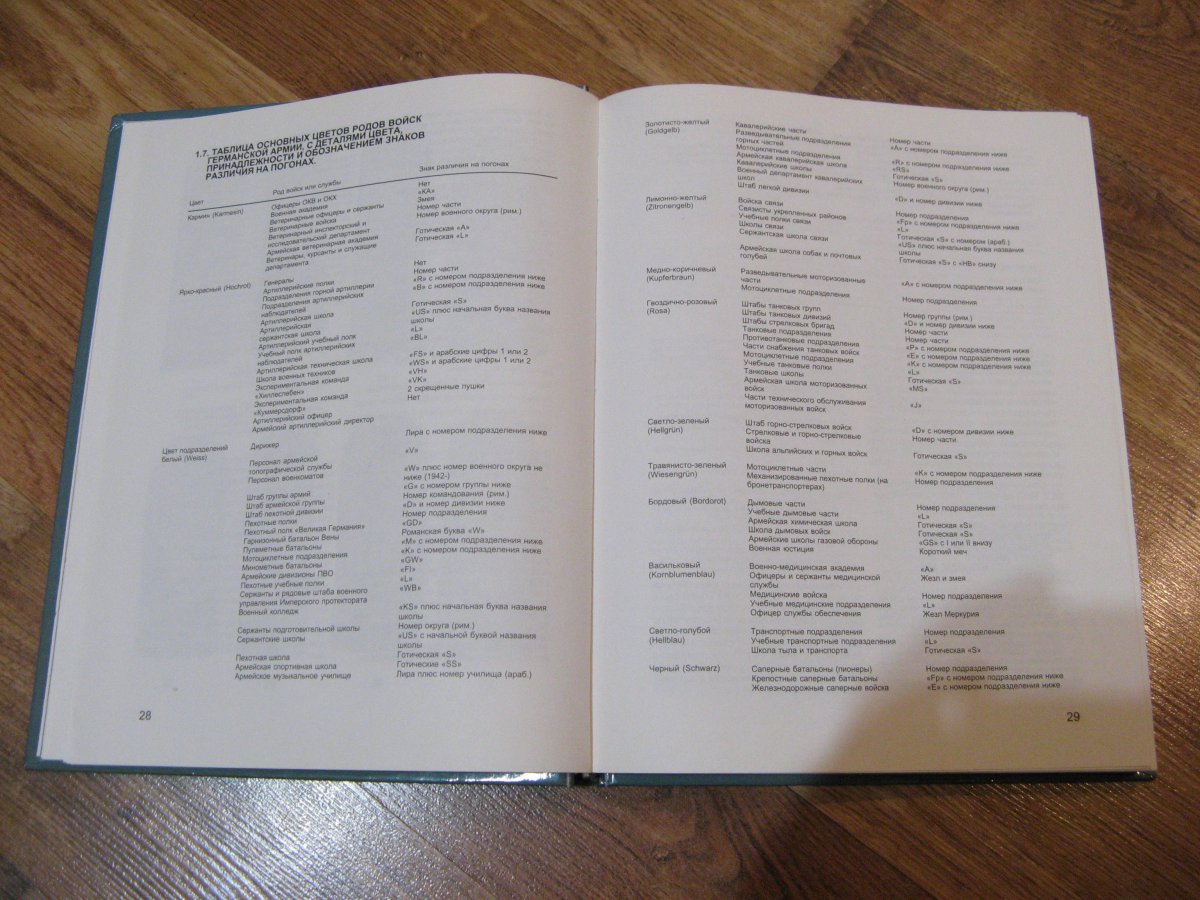 1.7. ТАБЛИЦА ОСНОВНЫХ ЦВЕТОВ РОДОВ ВОЙСК
ГЕРМАНСКОЙ АРМИИ, С ДЕТАЛЯМИ ЦВЕТА,
ПРИНАДЛЕЖНОСТИ И ОБОЗНАЧЕНИЕМ ЗНАКОВ
РАЗЛИЧИЯ НА ПОГОНАХ.
Цвет Род войск или службы Знак различия на погонах
Кармин (Karmesin) Офицеры ОКВ и ОКХ Нет
Военная академия «КА»
Ветеринарные офицеры и сержанты Змея
Ветеринарные войска Номер части
Ветеринарный инспекторский и Номер военного округа (рим.)
исследовательский департамент
Армейская ветеринарная академия Готическая «А»
Ветеринары, курсанты и служащие Готическая «L»
департамента
Ярко-красный (Hochrot) Генералы Нет
Артиллерийские полки Номер части
Подразделения горной артиллерии «R» с номером подразделения ниже
Подразделения артиллерийских «В» с номером подразделения ниже
наблюдателей
Артиллерийская школа Готическая «S»
Артиллерийская «US» плюс начальная буква названия
сержантская школа школы
Артиллерийский учебный полк «L»
Учебный полк артиллерийских «BL»
наблюдателей
Артиллерийская техническая школа «FS» и арабские цифры 1 или 2
Школа военных техников «WS» и арабские цифры 1 или 2
Экспериментальная команда «VH»
«Хиллеслебен»
Экспериментальная команда «VK»
«Куммерсдорф»
Артиллерийский офицер 2 скрещенные пушки
Армейский артиллерийский директор Нет
Цвет подразделений Дирижер Лира с номером подразделения ниже
белый (Weiss)
Персонал армейской «V»
топографической службы
Персонал военкоматов «W» плюс номер военного округа не
ниже (1942-)
Штаб группы армий «G» с номером группы ниже
Штаб армейской группы Номер командования (рим.)
Штаб пехотной дивизии «D» и номер дивизии ниже
Пехотные полки Номер подразделения
Пехотный полк «Великая Германия» «GD»
Гарнизонный батальон Вены Романская буква «W»
Пулеметные батальоны «М» с номером подразделения ниже
Мотоциклетные подразделения «К» с номером подразделения ниже
Минометные батальоны «GW»
Армейские дивизионы ПВО «Fl»
Пехотные учебные полки «L»
Сержанты и рядовые штаба военного «WB»
управления Имперского протектората
Военный колледж «KS» плюс начальная буква названия
школы
Сержанты подготовительной школы Номер округа (рим.)
Сержантские школы «US» с начальной буквой названия
школы
Пехотная школа Готическая «S»
Армейская спортивная школа Готические «SS»
Армейское музыкальное училище Лира плюс номер училища (араб.)
28
Золотисто-желтый Кавалерийские части Номер части
(Goldgelb) Разведывательные подразделения «А» с номером подразделения ниже
горных частей
Мотоциклетные подразделения «R» с номером подразделения ниже
Армейская кавалерийская школа «RS»
Кавалерийские школы Готическая «S»
Военный департамент кавалерийских Номер военного округа (рим.)
школ
Штаб легкой дивизии «D» и номер дивизии ниже
Лимонно-желтый Войска связи Номер подразделения
(Zitronengelb) Связисты укрепленных районов «Fp» с номером подразделения ниже
Учебные полки связи «L»
Школы связи Готическая «S» с номером (араб.)
Сержантская школа связи «US» плюс начальная буква названия
школы
Армейская школа собак и почтовых Готическая «S» с «HB» снизу
голубей
Медно-коричневый Разведывательные моторизованные «А» с номером подразделения ниже
(Kupferbraun) части
Мотоциклетные подразделения Номер подразделения
Гвоздично-розовый Штабы танковых групп Номер группы (рим.)
(Rosa) Штабы танковых дивизий «D» и номер дивизии ниже
Штабы стрелковых бригад Номер части
Танковые подразделения Номер части
Противотанковые подразделения «Р» с номером подразделения ниже
Части снабжения танковых войск «Е» с номером подразделения ниже
Мотоциклетные подразделения «К» с номером подразделения ниже
Учебные танковые полки «L»
Танковые школы Готическая «S»
Армейская школа моторизованных «MS»
войск
Части технического обслуживания «J»
моторизованных войск
Светло-зеленый Штаб горно-стрелковых войск «D» с номером дивизии ниже
(Hellgrün) Стрелковые и горно-стрелковые Номер части
войска
Школа альпийских и горных войск Готическая «S»
Травянисто-зеленый Мотоциклетные части «К» с номером подразделения ниже
(Wiesengrün) Механизированные пехотные полки (на Номер подразделения
бронетранспортерах)
Бордовый (Bordorot) Дымовые части Номер подразделения
Учебные дымовые части «L»
Армейская химическая школа Готическая «S»
Школа дымовых войск Готическая «S»
Армейские школы газовой обороны «GS» с I или II внизу
Военная юстиция Короткий меч
Васильковый Военно-медицинская академия «А»
(Kornblumenblau) Офицеры и сержанты медицинской Жезл и змея
службы
Медицинские войска Номер подразделения
Учебные медицинские подразделения «L»
Офицер службы обеспечения Жезл Меркурия
Светло-голубой Транспортные подразделения Номер подразделения
(Hellblau) Учебные транспортные подразделения «L»
Школа тыла и транспорта Готическая «S»
Черный (Schwarz) Саперные батальоны (пионеры) Номер подразделения
Крепостные саперные батальоны «Fp» с номером подразделения ниже
Железнодорожные саперные войска «Е» с номером подразделения ниже
29